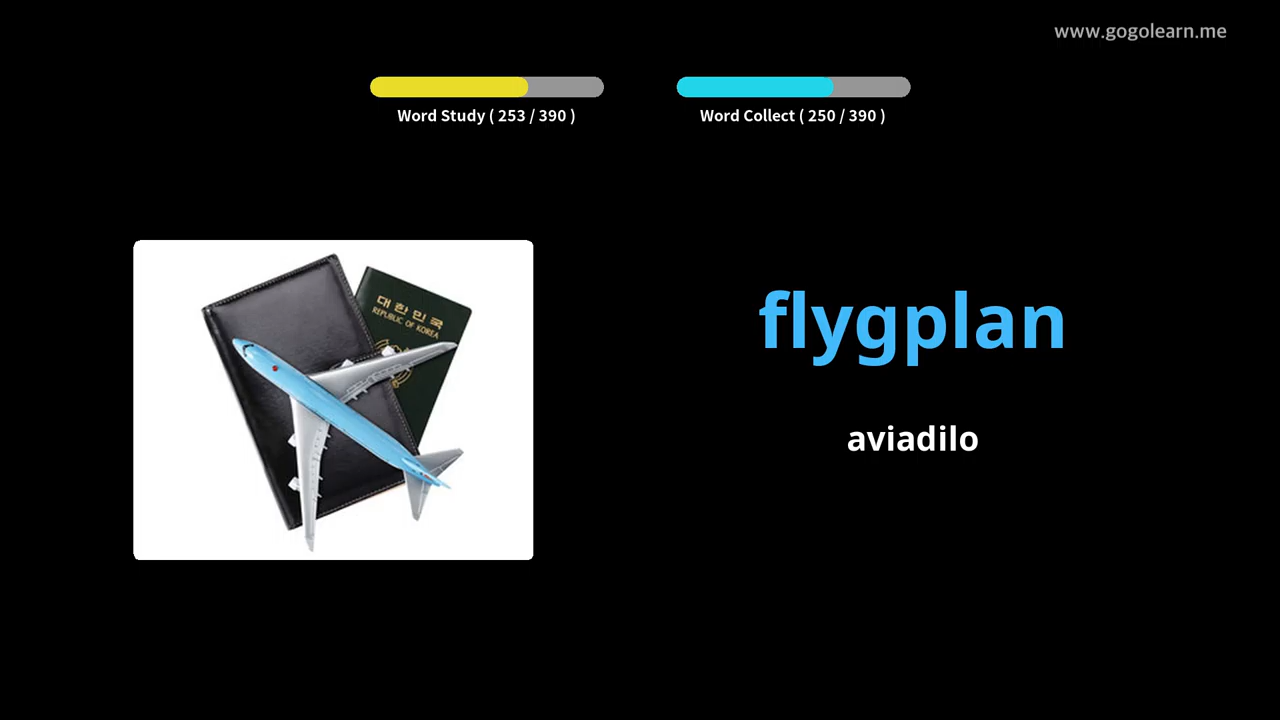 www.gogolearn.me
Word Study ( 253 / 390 )
Word Collect ( 250 / 390 )
대한민국
REPUBLIC OF KOREA
flygplan
aviadilo